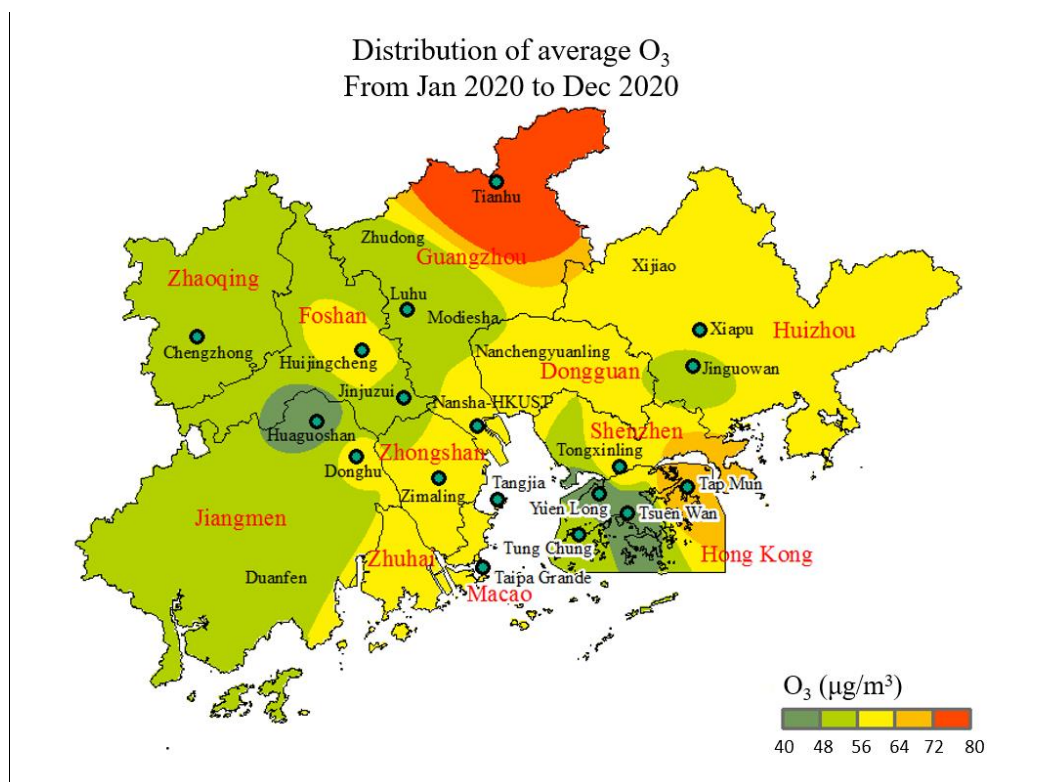 Distribution of average O₃
From Jan 2020 to Dec 2020
Tianhu
Zhudong
Guangzhou
Xijiao
Zhaoqing
Luhu
Foshan
Modiesha
Xiapu
Huizhou
Chengzhong
Huijingcheng
Nanchengyuanling
Dongguan
Jinguowan
Jinjuzui
Nansha-HKUST
Huaguoshan
Shenzhen
Donghu
Zhongshan
Tongxinling
Zimaling
Tangjia
Tap Mun
Yuen Long
Tsuen Wan
Jiangmen
Tung Chung
Hong Kong
Zhuhai
Duanfen
Taipa Grande
Macao
O₃ (μg/m³)
40 48 56 64 72 80